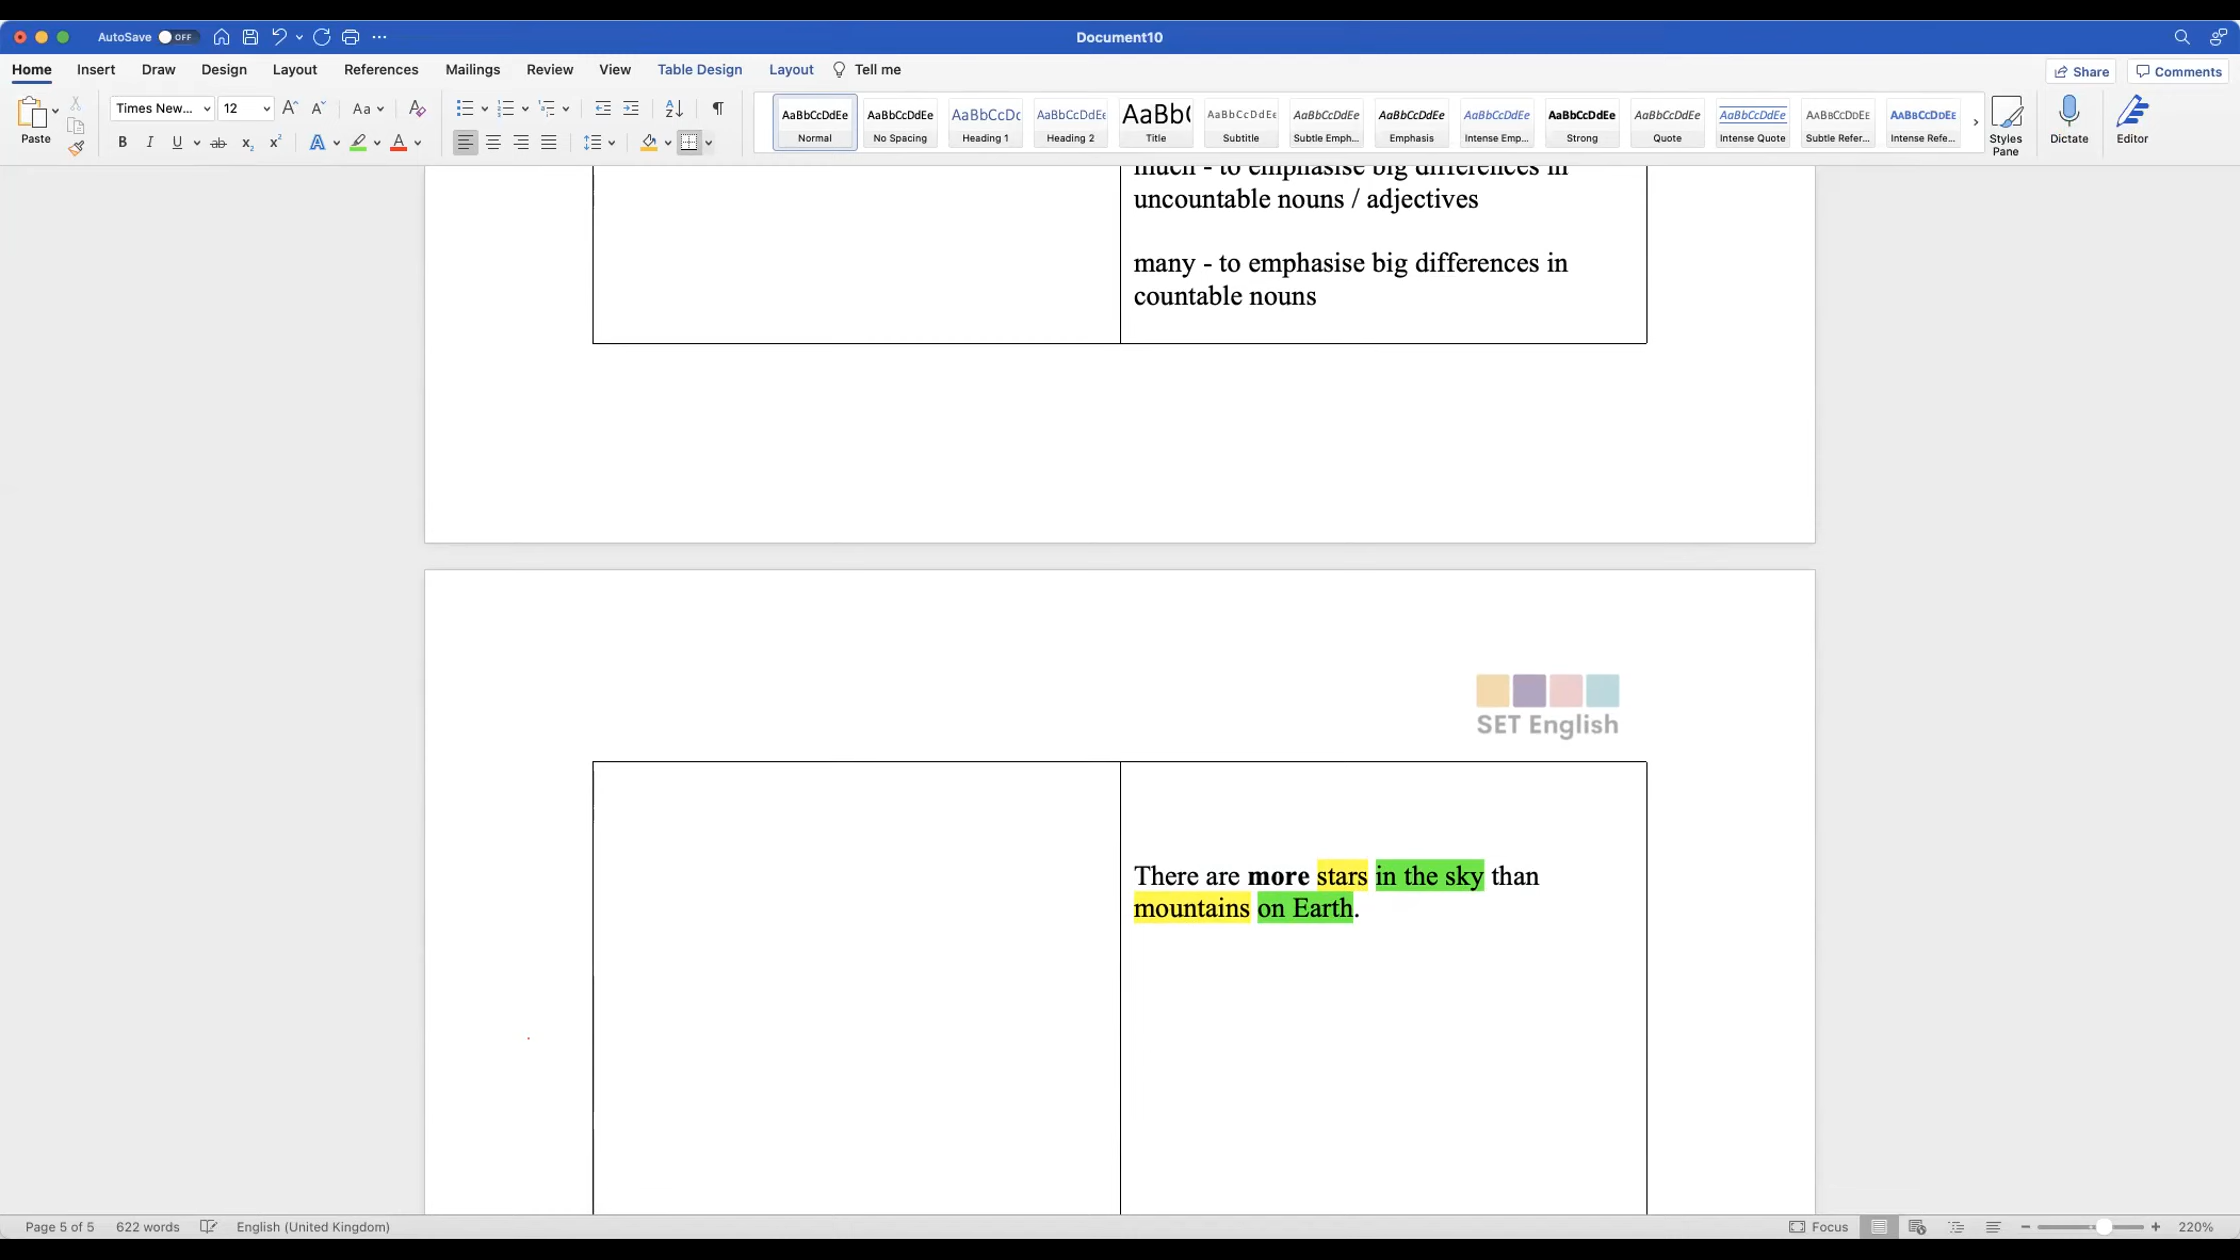 AutoSave OFF
Document10
Home Insert Draw Design Layout References Mailings Review View Table Design Layout Tell me
Share Comments
Paste
Times New... 12
Aa
AaBbCcDdEe AaBbCcDdEe AaBbCcDc AaBbCcDdEe AaBb( AaBbCcDdEe AaBbCcDdEe AaBbCcDdEe AaBbCcDdEe AaBbCcDdEe AaBbCcDdEe AaBbCcDdEe AaBbCcDdEe AaBbCcDdEe
Normal No Spacing Heading 1 Heading 2 Title Subtitle Subtle Emph... Emphasis Intense Emp... Strong Quote Intense Quote Subtle Refer... Intense Refe...
Styles Pane
Dictate
Editor
B I U ab x₂ x² A A
much - to emphasise big differences in
uncountable nouns / adjectives
many - to emphasise big differences in
countable nouns
SET English
There are more stars in the sky than
mountains on Earth.
Page 5 of 5 622 words English (United Kingdom) Focus 220%